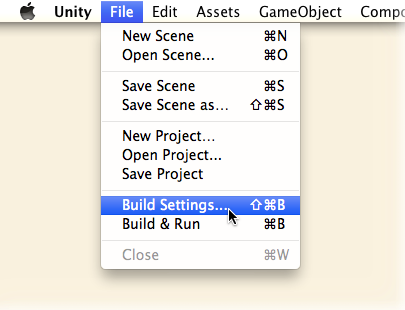 Unity File Edit Assets GameObject Compo
New Scene ⌘N
Open Scene... ⌘O
Save Scene ⌘S
Save Scene as... ⇧⌘S
New Project...
Open Project...
Save Project
Build Settings... ⇧⌘B
Build & Run ⌘B
Close ⌘W